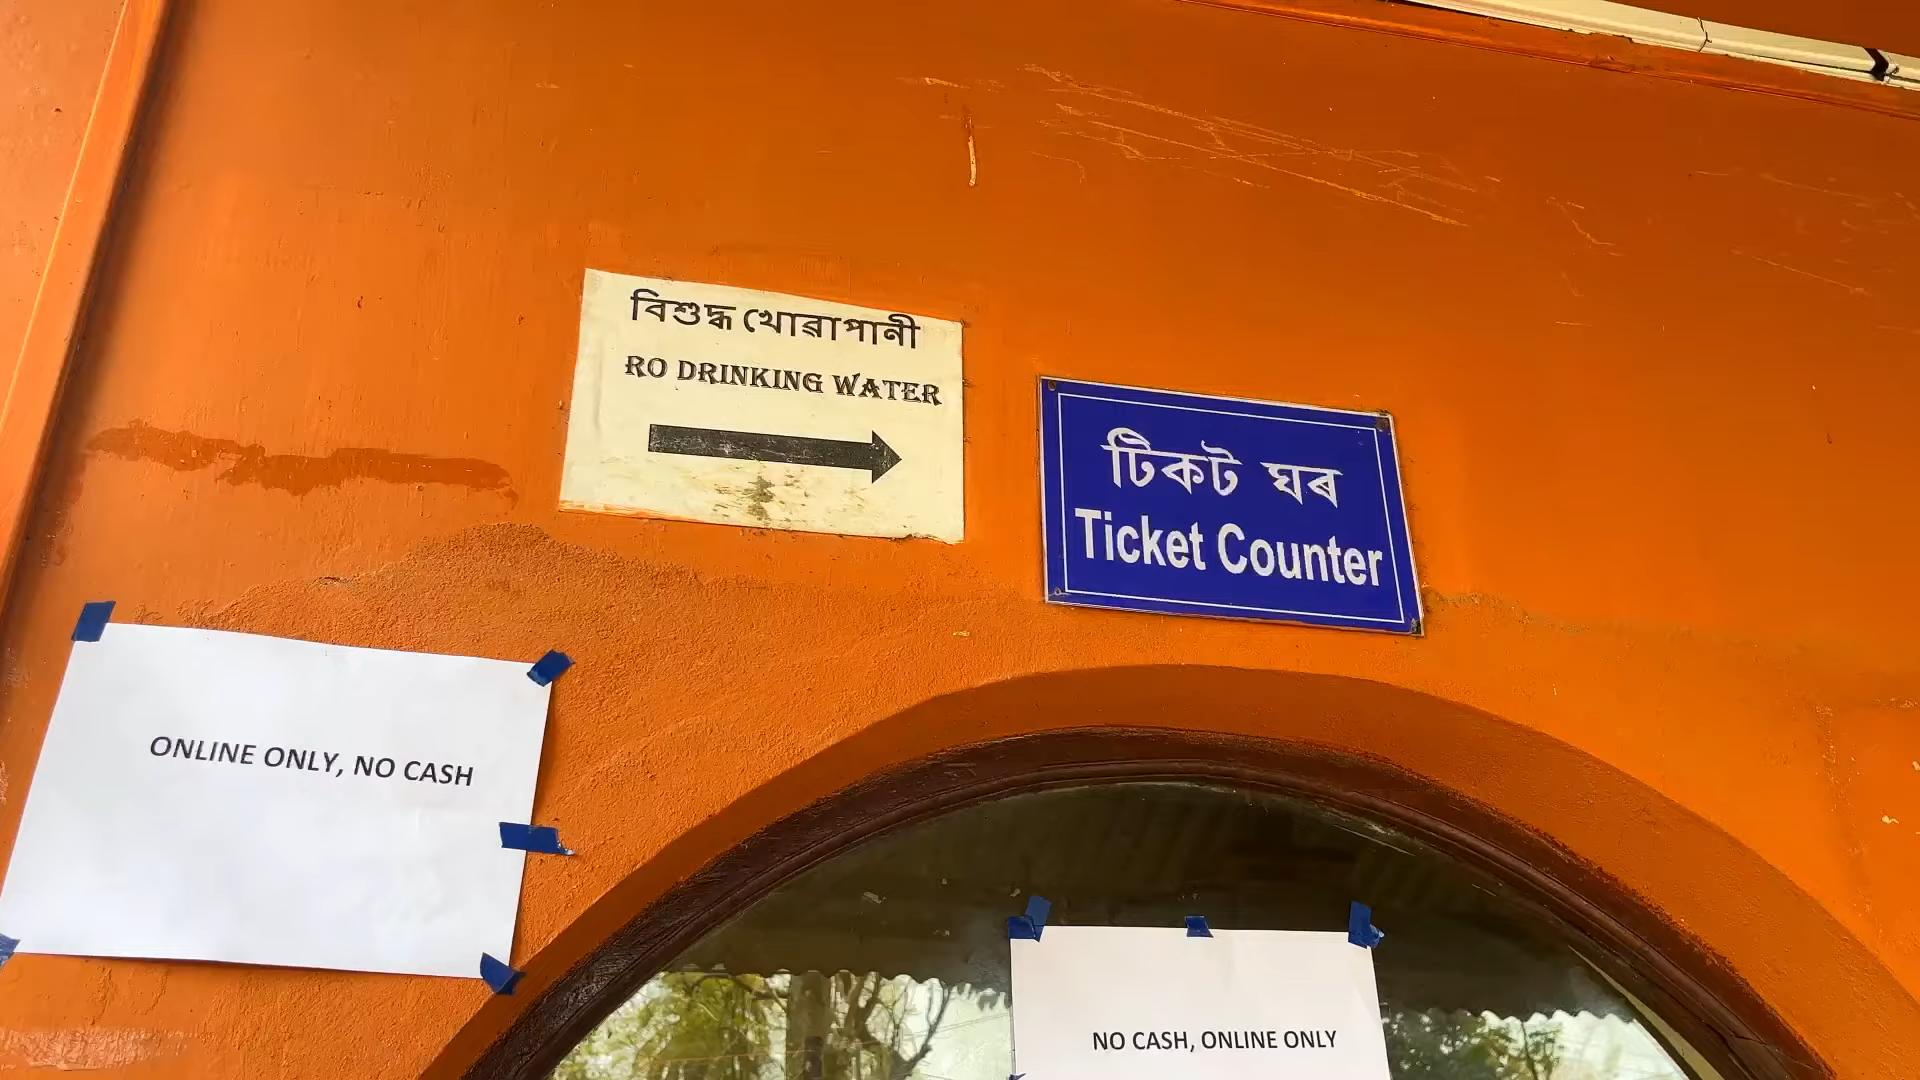 বিশুদ্ধ খোৱাপানী
RO DRINKING WATER
টিকট ঘৰ
Ticket Counter
ONLINE ONLY, NO CASH
NO CASH, ONLINE ONLY